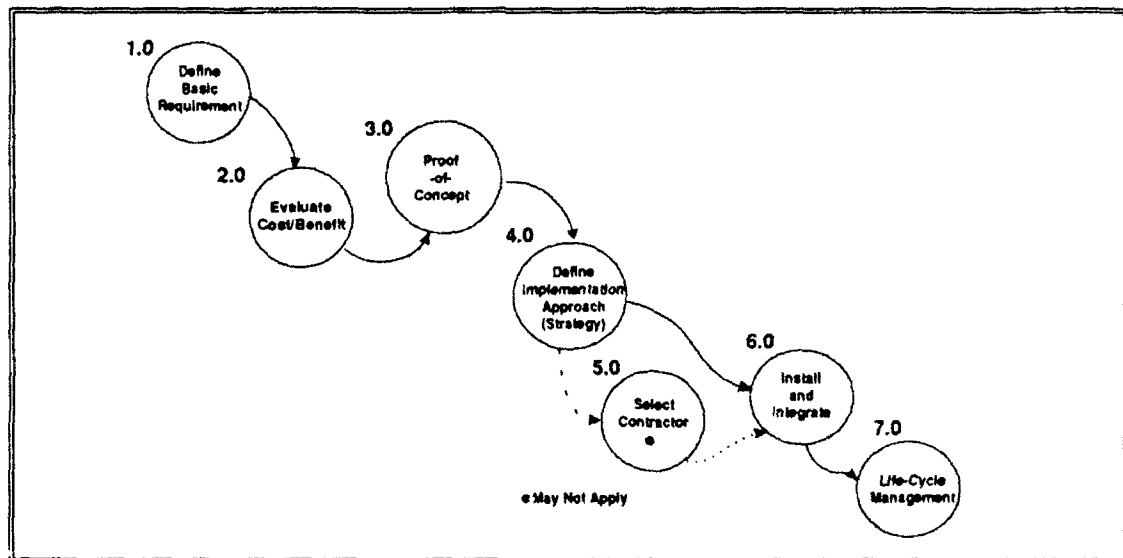 1.0
Define
Basic
Requirement
2.0
Evaluate
Cost/Benefit
3.0
Proof
-of-
Concept
4.0
Define
Implementation
Approach
(Strategy)
5.0
Select
Contractor
●
6.0
Install
and
Integrate
7.0
Life-Cycle
Management
●May Not Apply